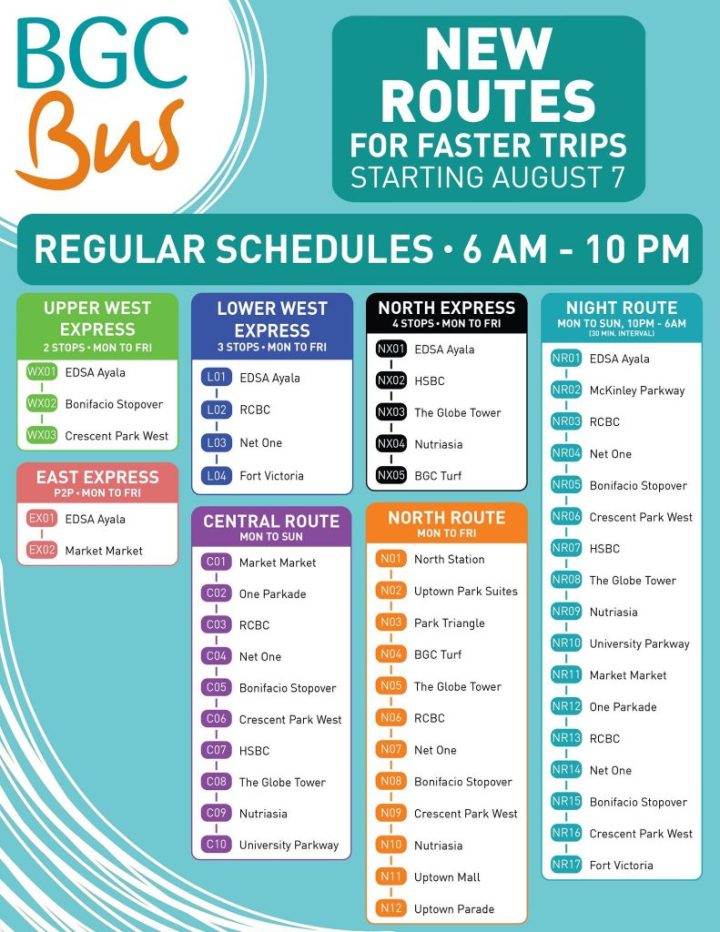 BGC
Bus
NEW
ROUTES
FOR FASTER TRIPS
STARTING AUGUST 7
REGULAR SCHEDULES • 6 AM - 10 PM
UPPER WEST
EXPRESS
2 STOPS • MON TO FRI
WX01 EDSA Ayala
WX02 Bonifacio Stopover
WX03 Crescent Park West
EAST EXPRESS
P2P • MON TO FRI
EX01 EDSA Ayala
EX02 Market Market
LOWER WEST
EXPRESS
3 STOPS • MON TO FRI
L01 EDSA Ayala
L02 RCBC
L03 Net One
L04 Fort Victoria
CENTRAL ROUTE
MON TO SUN
C01 Market Market
C02 One Parkade
C03 RCBC
C04 Net One
C05 Bonifacio Stopover
C06 Crescent Park West
C07 HSBC
C08 The Globe Tower
C09 Nutriasia
C10 University Parkway
NORTH EXPRESS
4 STOPS • MON TO FRI
NX01 EDSA Ayala
NX02 HSBC
NX03 The Globe Tower
NX04 Nutriasia
NX05 BGC Turf
NORTH ROUTE
MON TO FRI
N01 North Station
N02 Uptown Park Suites
N03 Park Triangle
N04 BGC Turf
N05 The Globe Tower
N06 RCBC
N07 Net One
N08 Bonifacio Stopover
N09 Crescent Park West
N10 Nutriasia
N11 Uptown Mall
N12 Uptown Parade
NIGHT ROUTE
MON TO SUN, 10PM - 6AM
(30 MIN. INTERVAL)
NR01 EDSA Ayala
NR02 McKinley Parkway
NR03 RCBC
NR04 Net One
NR05 Bonifacio Stopover
NR06 Crescent Park West
NR07 HSBC
NR08 The Globe Tower
NR09 Nutriasia
NR10 University Parkway
NR11 Market Market
NR12 One Parkade
NR13 RCBC
NR14 Net One
NR15 Bonifacio Stopover
NR16 Crescent Park West
NR17 Fort Victoria